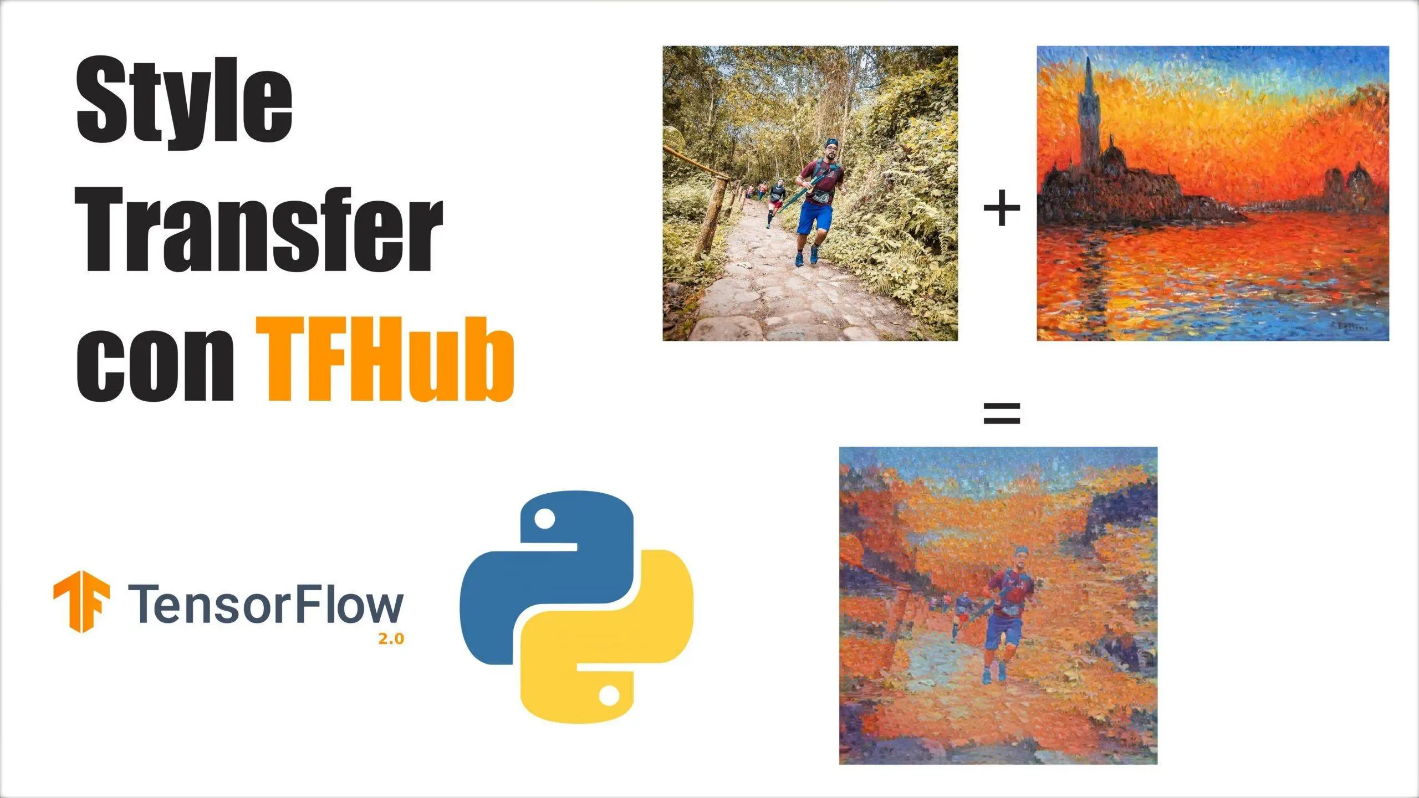 Style
Transfer
con TFHub
+
=
TensorFlow
2.0